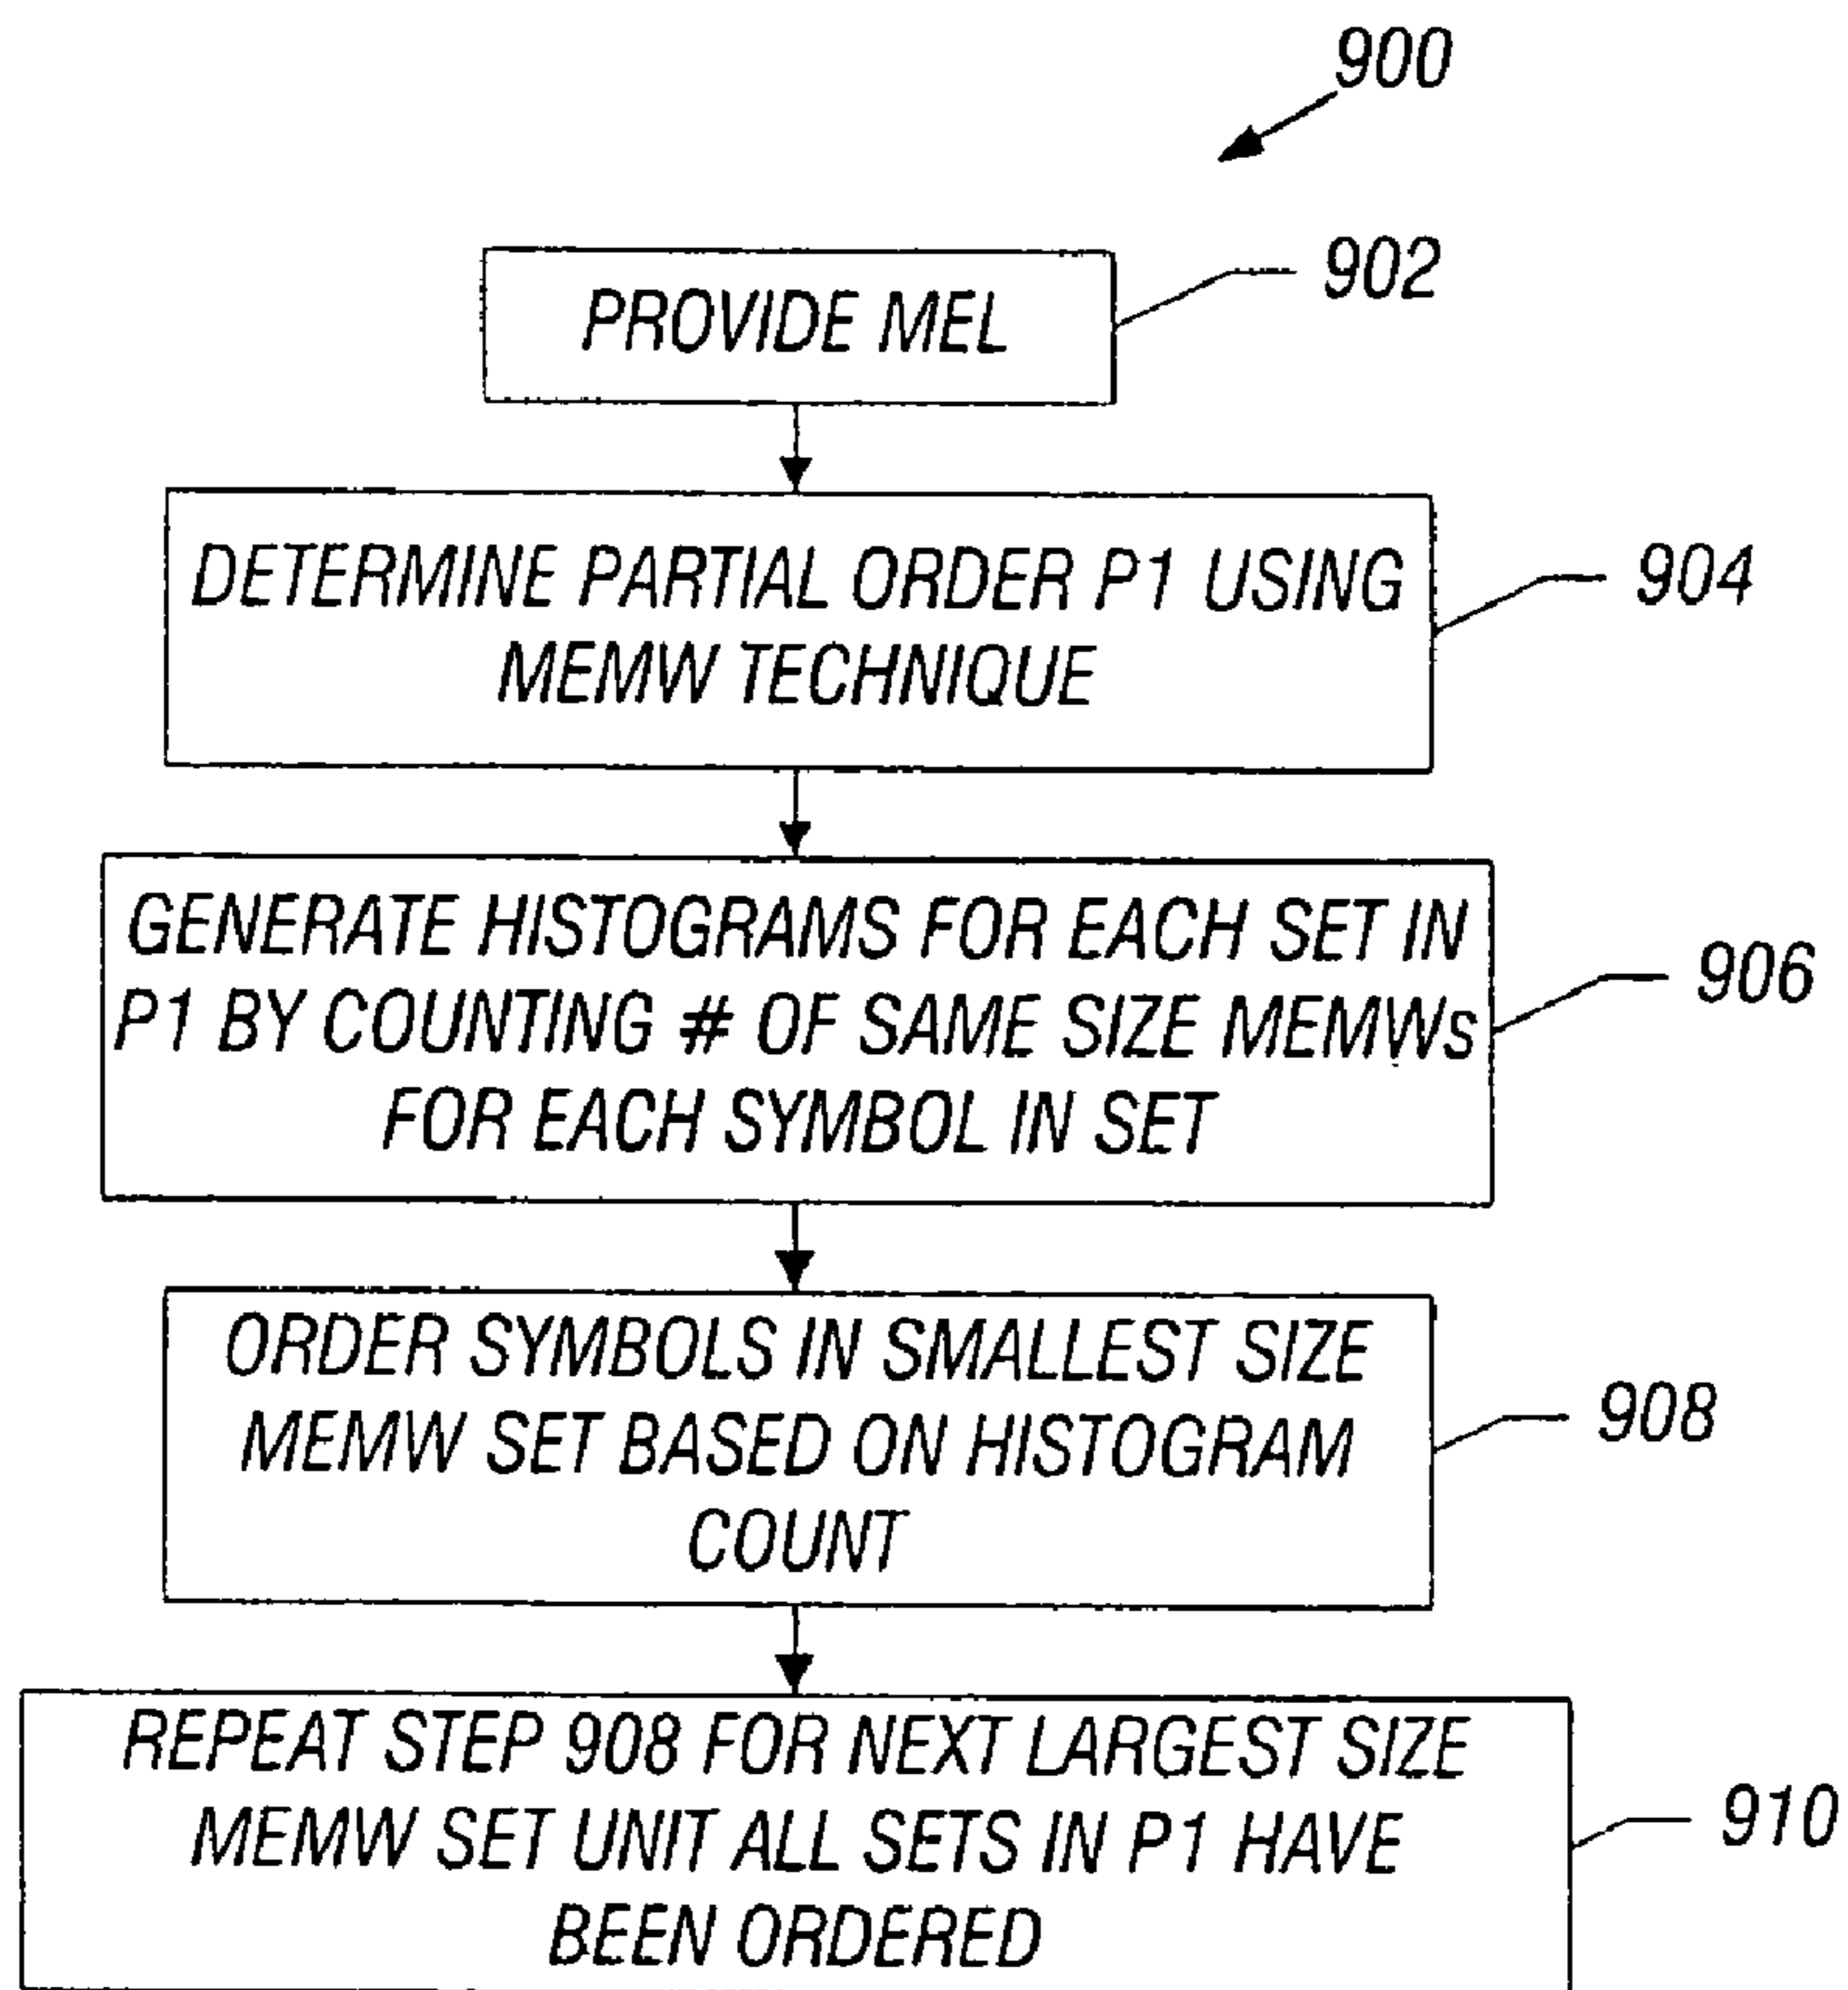 900
PROVIDE MEL
902
DETERMINE PARTIAL ORDER P1 USING
MEMW TECHNIQUE
904
GENERATE HISTOGRAMS FOR EACH SET IN
P1 BY COUNTING # OF SAME SIZE MEMWs
FOR EACH SYMBOL IN SET
906
ORDER SYMBOLS IN SMALLEST SIZE
MEMW SET BASED ON HISTOGRAM
COUNT
908
REPEAT STEP 908 FOR NEXT LARGEST SIZE
MEMW SET UNIT ALL SETS IN P1 HAVE
BEEN ORDERED
910